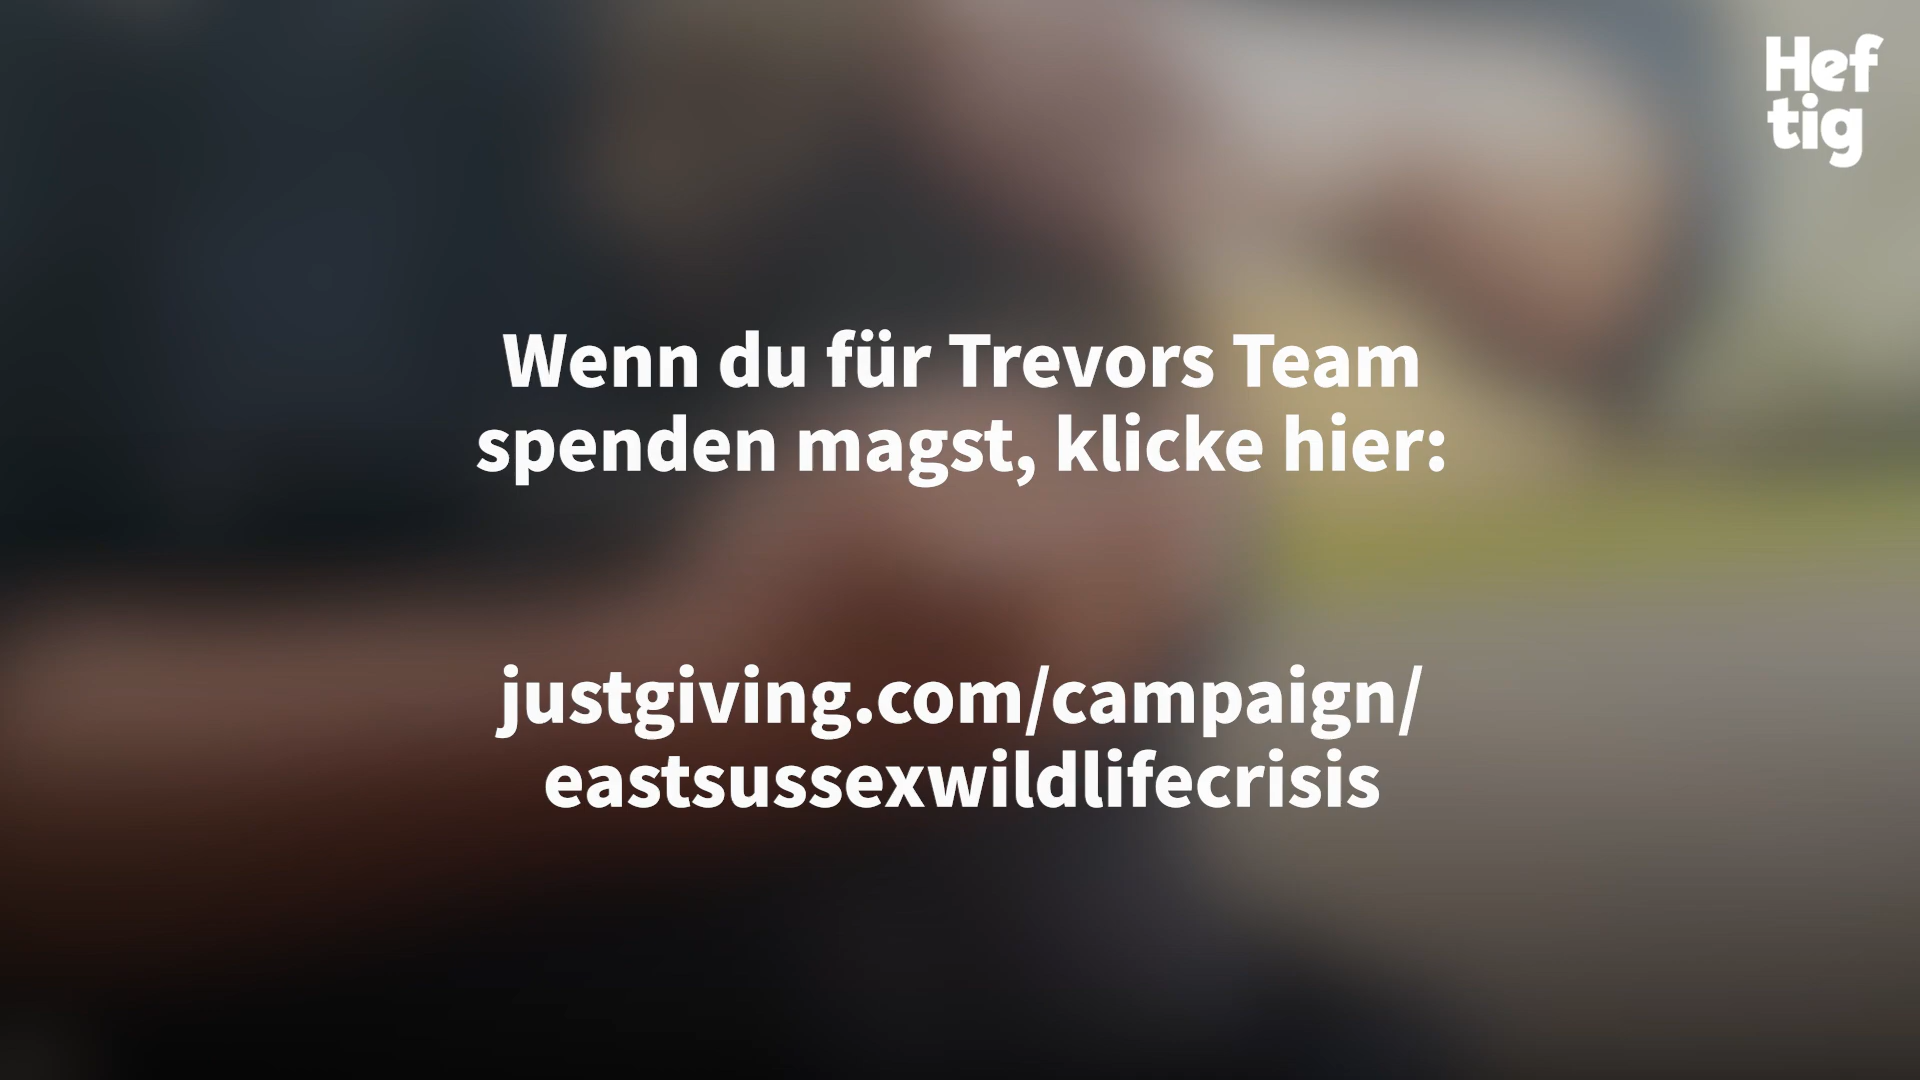 Hef
tig
Wenn du für Trevors Team
spenden magst, klicke hier:
justgiving.com/campaign/
eastsussexwildlifecrisis